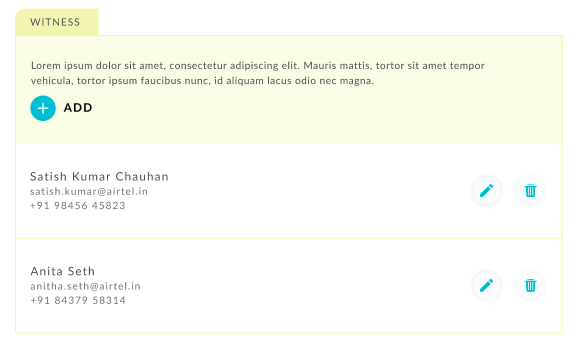 WITNESS
Lorem ipsum dolor sit amet, consectetur adipiscing elit. Mauris mattis, tortor sit amet tempor
vehicula, tortor ipsum faucibus nunc, id aliquam lacus odio nec magna.
ADD
Satish Kumar Chauhan
satish.kumar@airtel.in
+91 98456 45823
Anita Seth
anitha.seth@airtel.in
+91 84379 58314